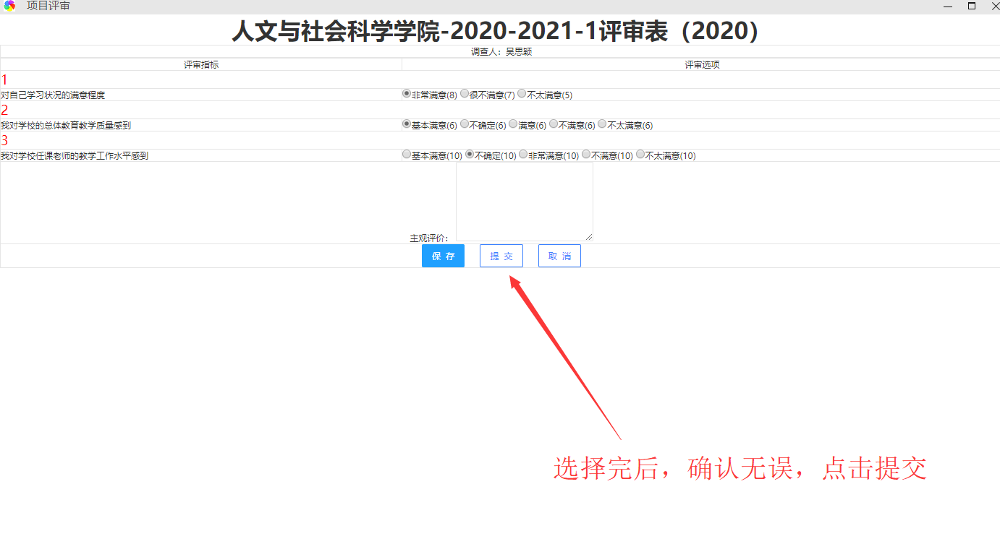 项目评审
人文与社会科学学院-2020-2021-1评审表（2020）
调查人：吴思颖
评审指标 评审选项
1
对自己学习状况的满意程度 非常满意(8) 很不满意(7) 不太满意(5)
2
我对学校的总体教育教学质量感到 基本满意(6) 不确定(6) 满意(6) 不满意(6) 不太满意(6)
3
我对学校任课老师的教学工作水平感到 基本满意(10) 不确定(10) 非常满意(10) 不满意(10) 不太满意(10)
主观评价：
保 存 提 交 取 消
选择完后，确认无误，点击提交